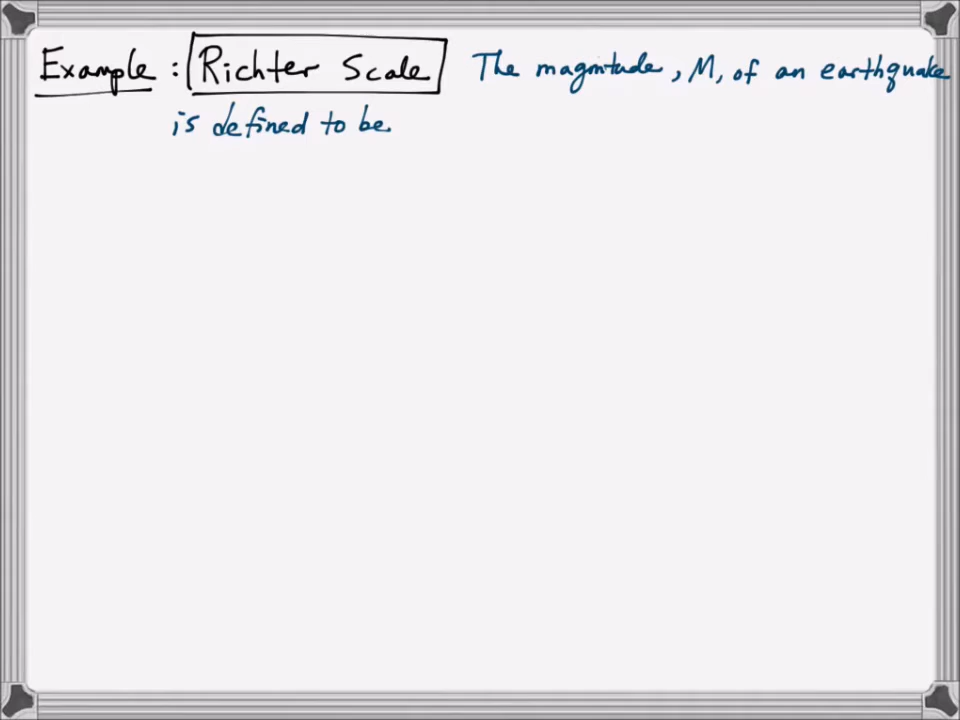 Example : Richter Scale The magnitude, M, of an earthquake
is defined to be